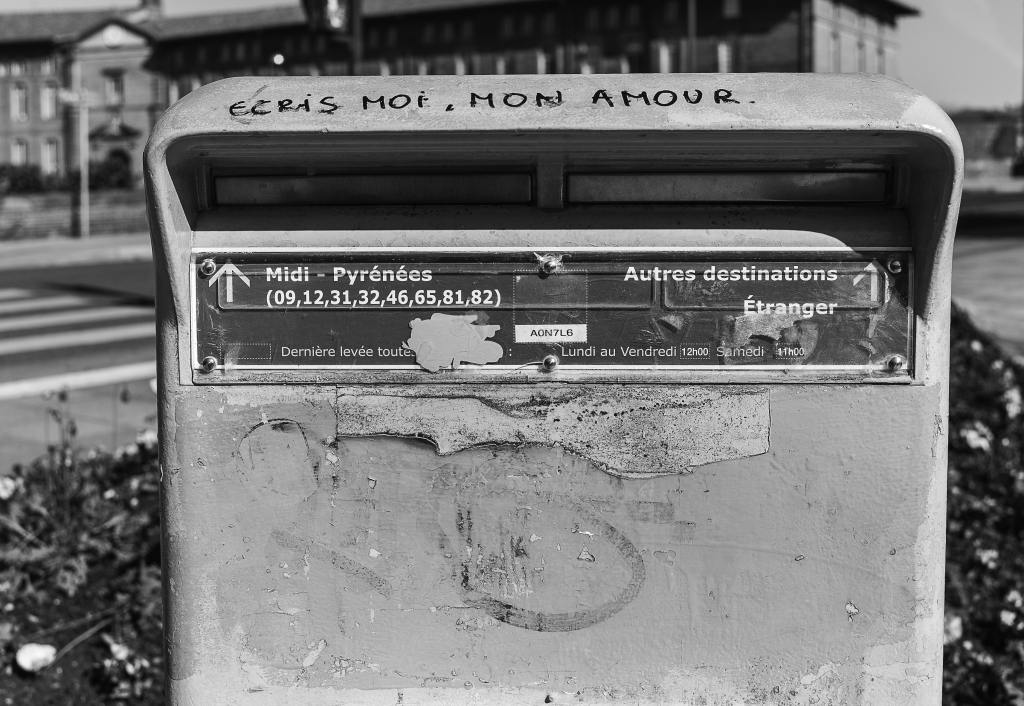 ECRIS MOI, MON AMOUR.
Midi - Pyrénées
(09,12,31,32,46,65,81,82)
Autres destinations
Étranger
A0N7L6
Dernière levée toutes : Lundi au Vendredi 12h00 Samedi 11h00